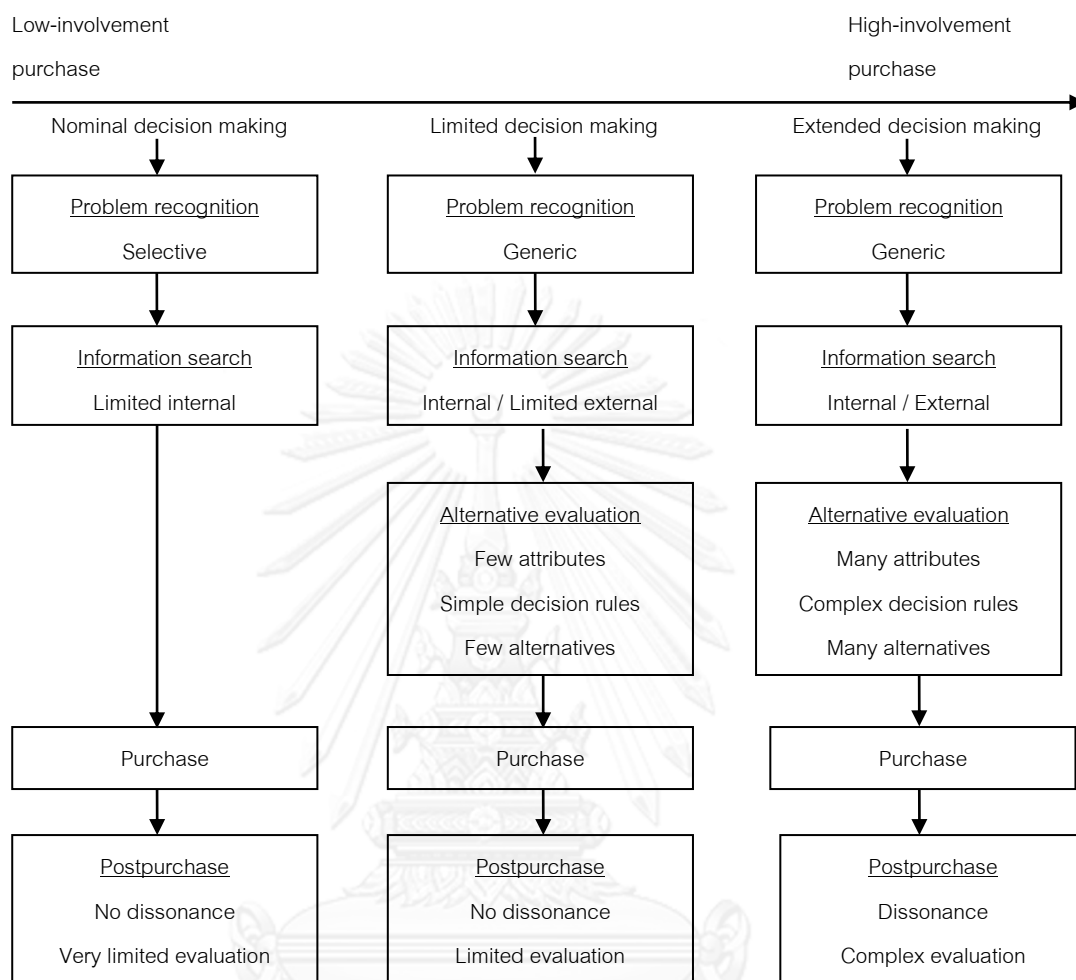 Low-involvement
purchase
High-involvement
purchase
Nominal decision making
Limited decision making
Extended decision making
Problem recognition
Selective
Problem recognition
Generic
Problem recognition
Generic
Information search
Limited internal
Information search
Internal / Limited external
Information search
Internal / External
Alternative evaluation
Few attributes
Simple decision rules
Few alternatives
Alternative evaluation
Many attributes
Complex decision rules
Many alternatives
Purchase
Purchase
Purchase
Postpurchase
No dissonance
Very limited evaluation
Postpurchase
No dissonance
Limited evaluation
Postpurchase
Dissonance
Complex evaluation